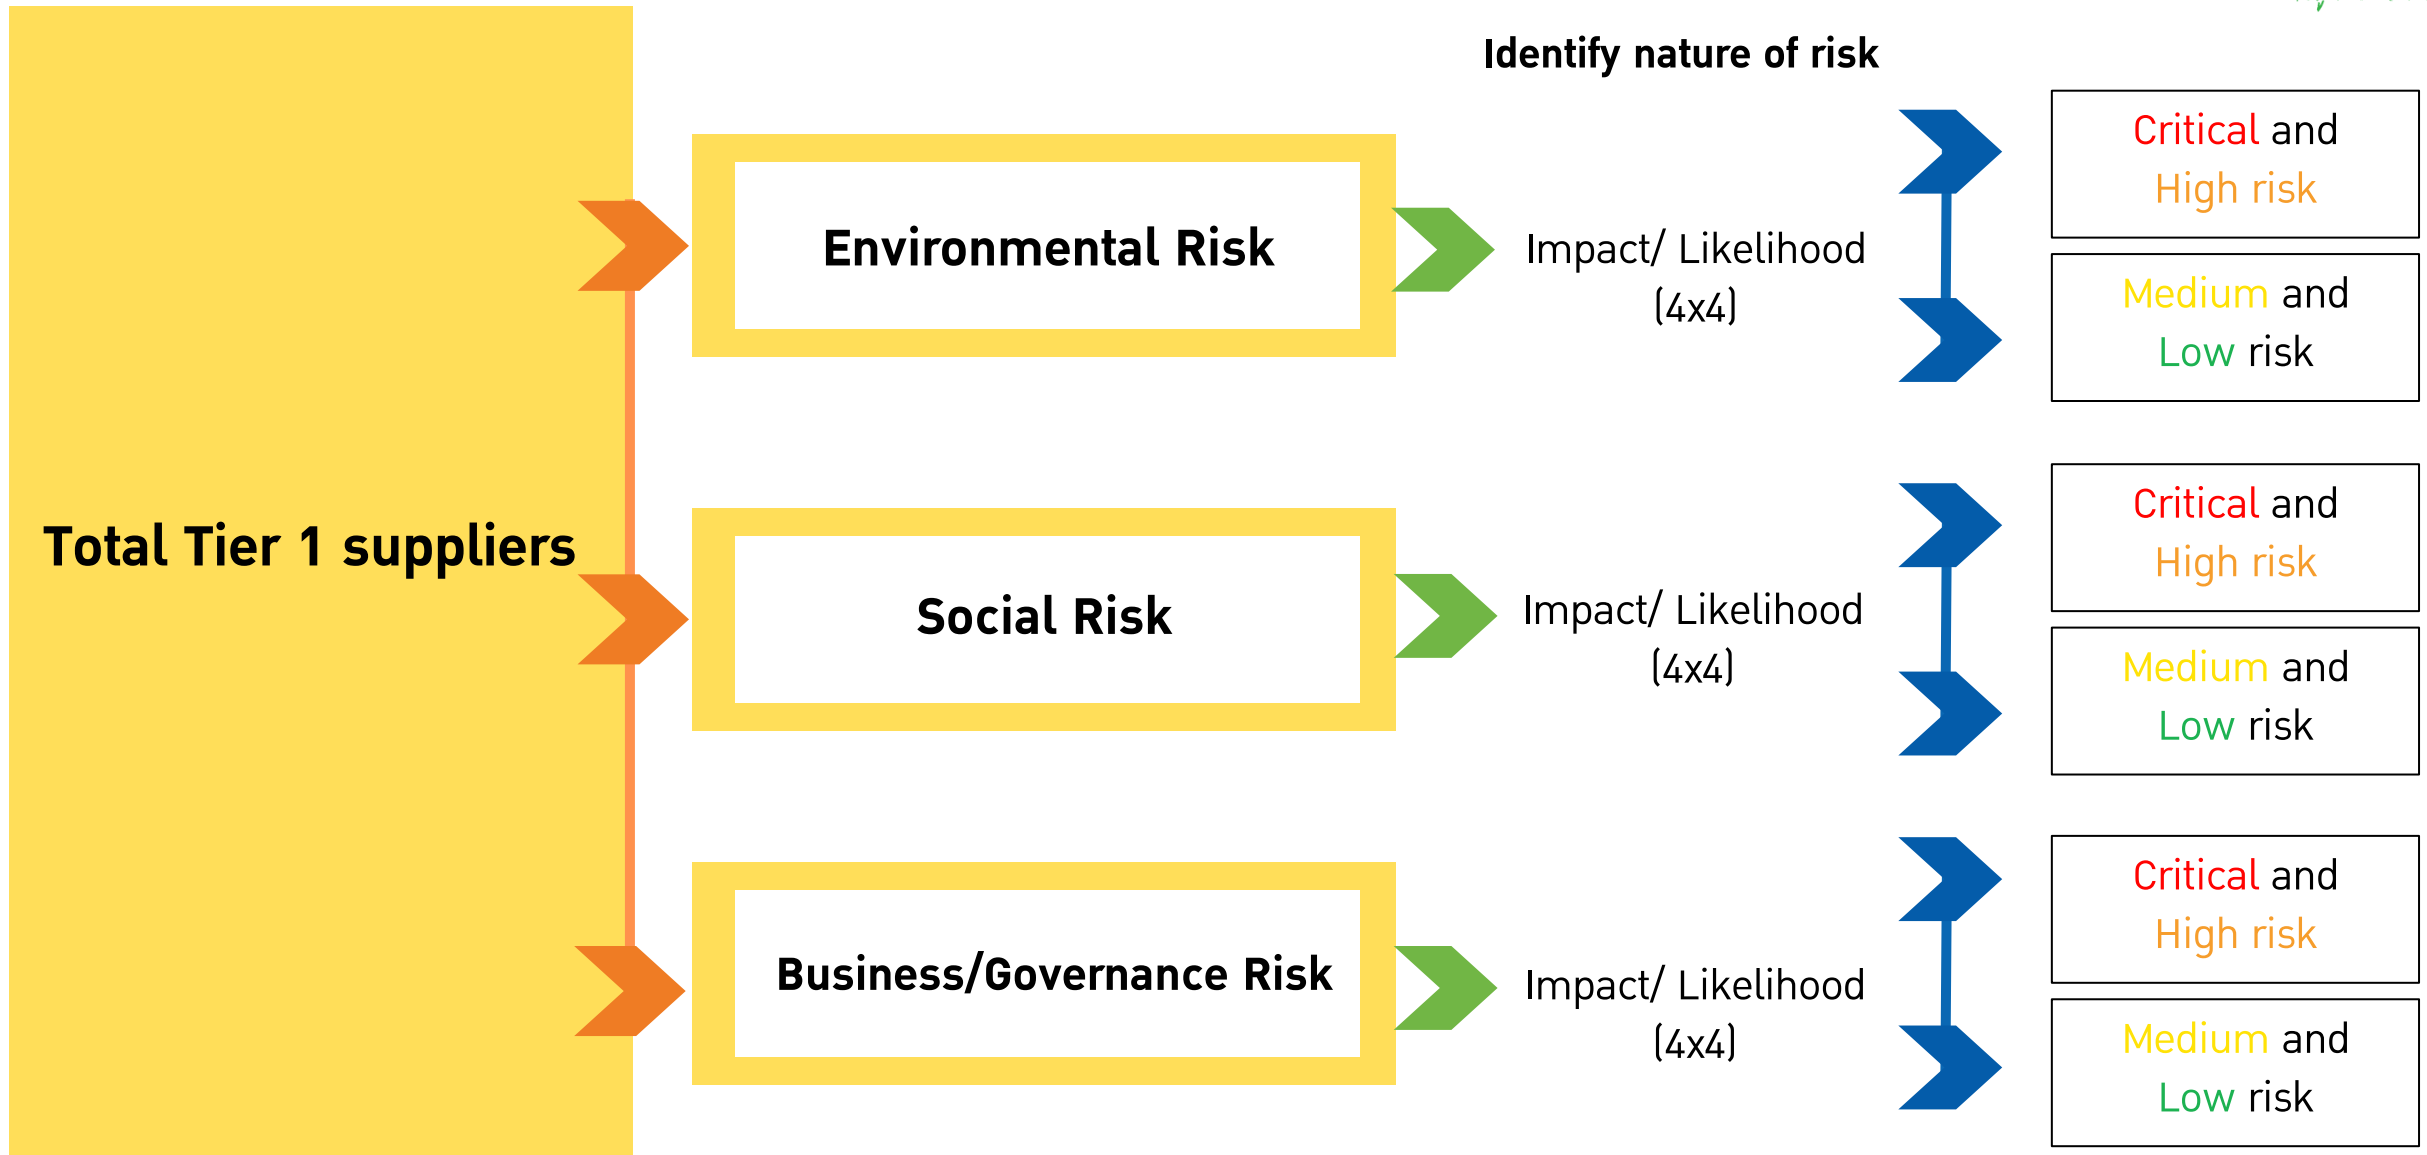 Identify nature of risk
Total Tier 1 suppliers
Environmental Risk
Impact/ Likelihood
(4x4)
Critical and
High risk
Medium and
Low risk
Social Risk
Impact/ Likelihood
(4x4)
Critical and
High risk
Medium and
Low risk
Business/Governance Risk
Impact/ Likelihood
(4x4)
Critical and
High risk
Medium and
Low risk